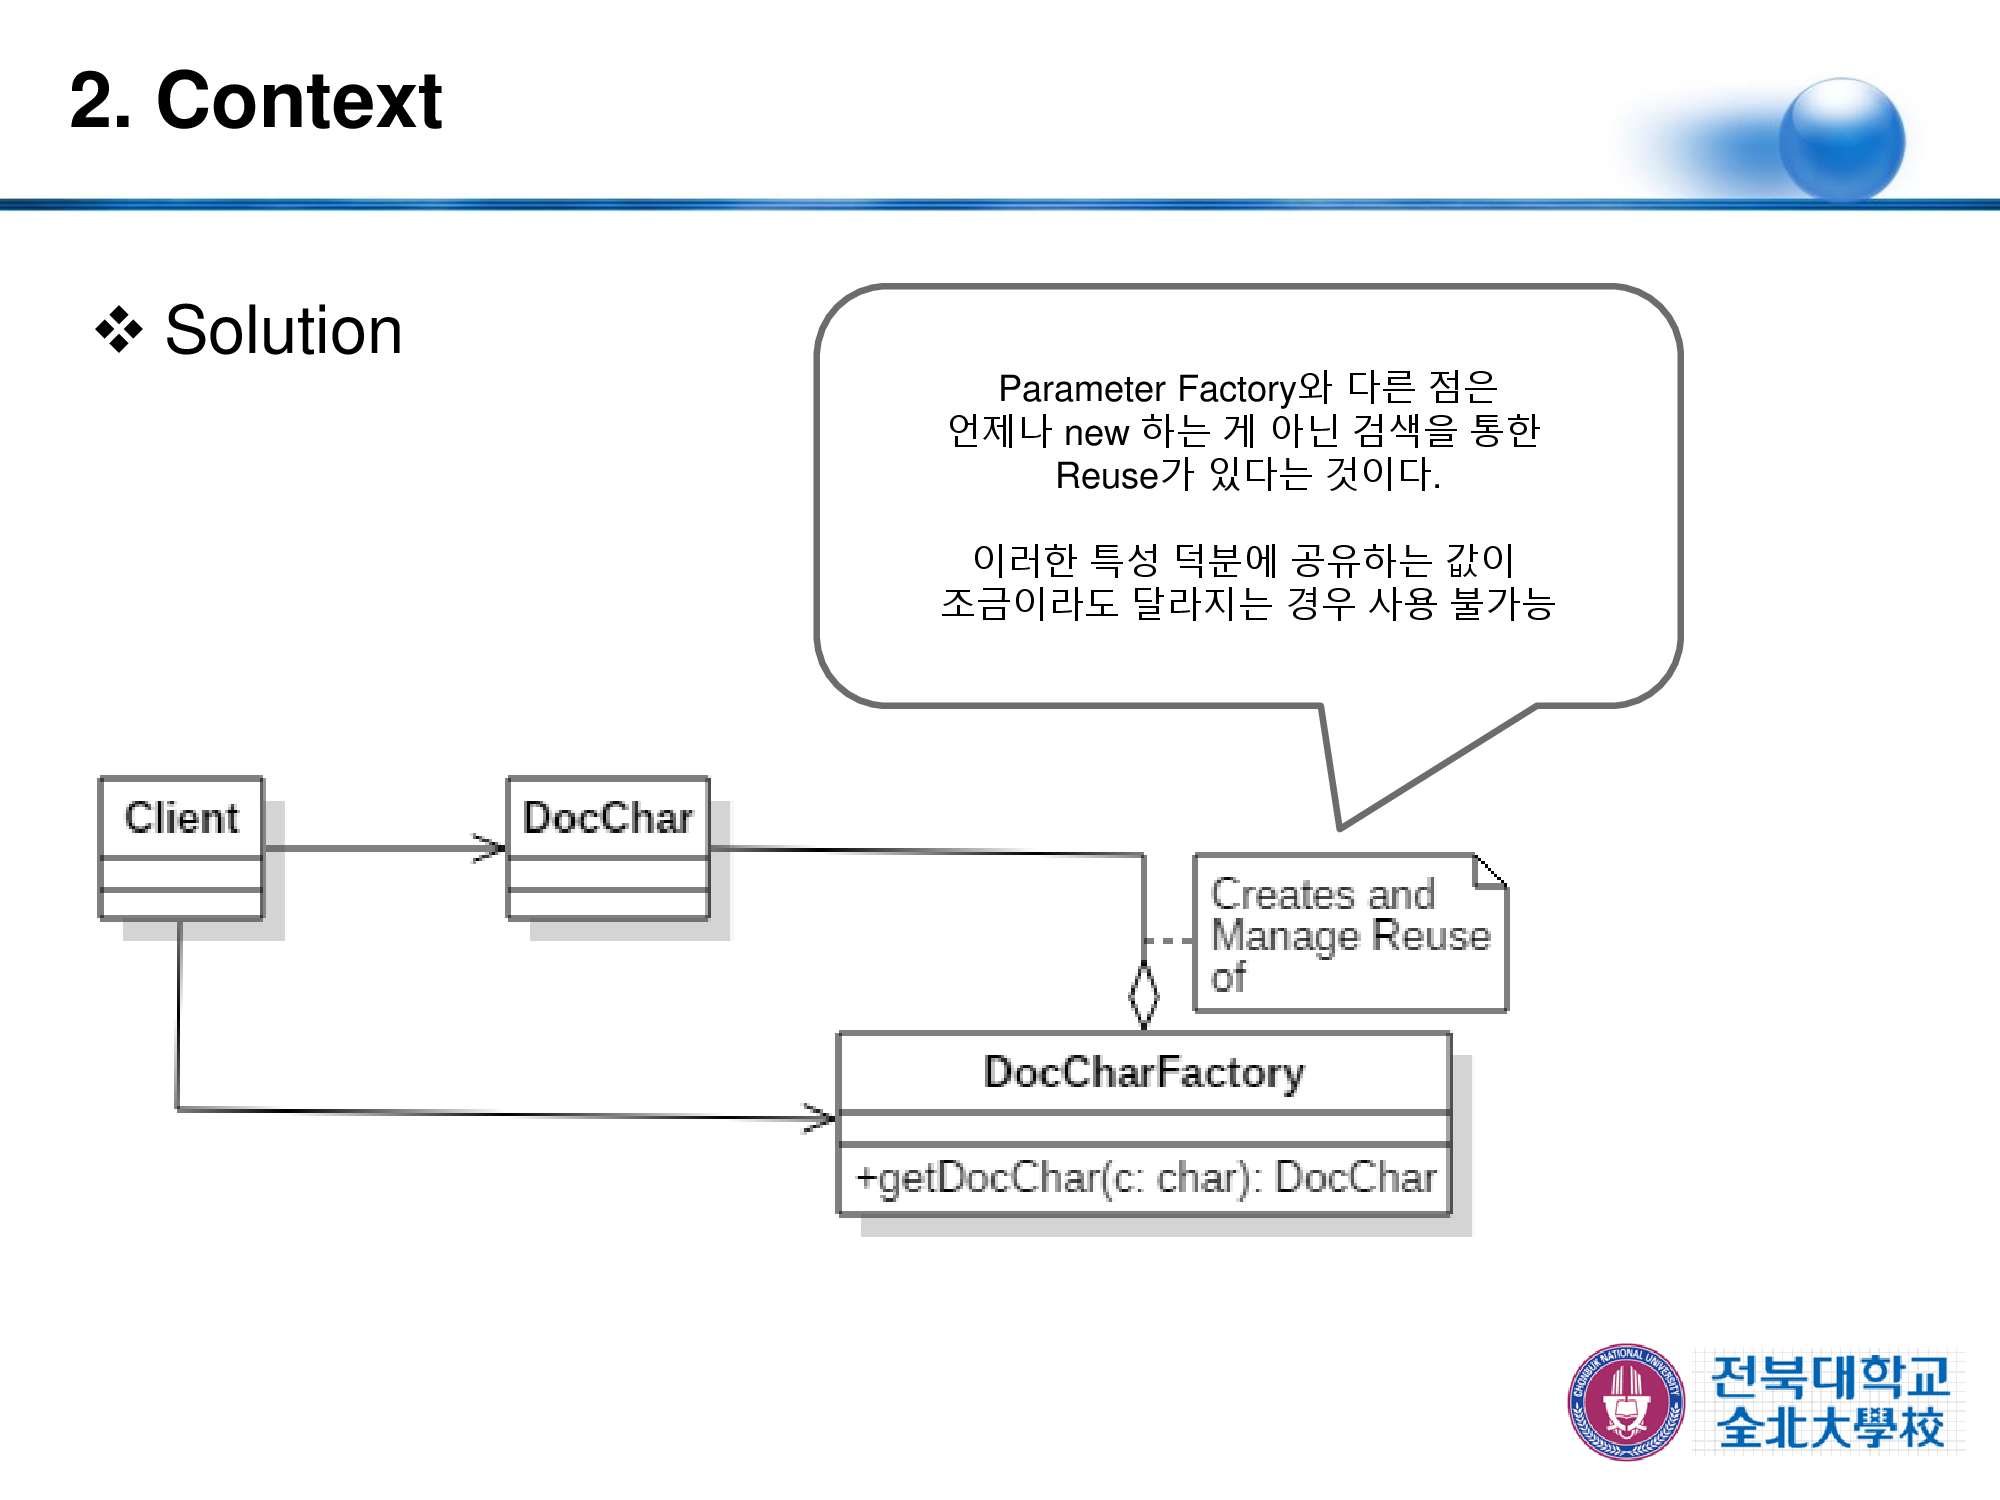 2. Context
❖ Solution
Parameter Factory와 다른 점은
언제나 new 하는 게 아닌 검색을 통한
Reuse가 있다는 것이다.
이러한 특성 덕분에 공유하는 값이
조금이라도 달라지는 경우 사용 불가능
Client
DocChar
Creates and
Manage Reuse
of
DocCharFactory
+getDocChar(c: char): DocChar
CHONBUK NATIONAL UNIVERSITY
전북대학교
全北大學校